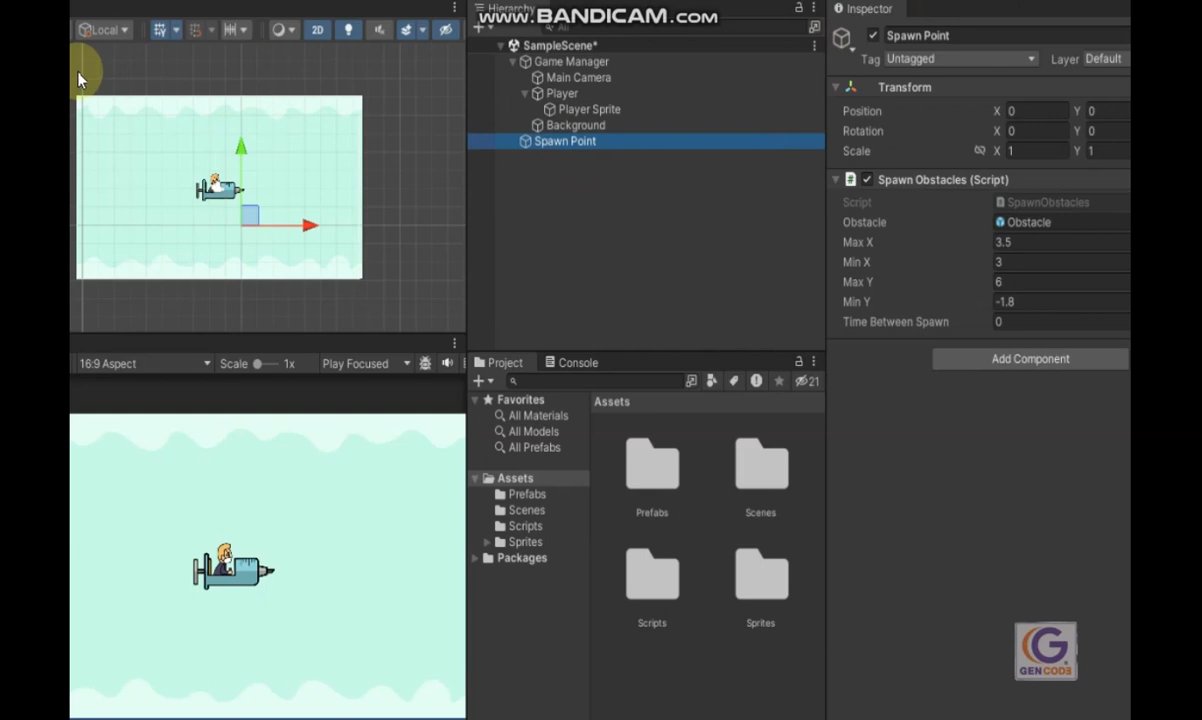 Hierarchy
Inspector
www.BANDICAM.com
All
Local
2D
SampleScene*
Game Manager
Main Camera
Player
Player Sprite
Background
Spawn Point
Spawn Point
Tag Untagged Layer Default
Transform
Position X 0 Y 0
Rotation X 0 Y 0
Scale X 1 Y 1
Spawn Obstacles (Script)
Script SpawnObstacles
Obstacle Obstacle
Max X 3.5
Min X 3
Max Y 6
Min Y -1.8
Time Between Spawn 0
Add Component
16:9 Aspect Scale 1x Play Focused
Project Console
21
Favorites
All Materials
All Models
All Prefabs
Assets
Prefabs
Scenes
Scripts
Sprites
Packages
Assets
Prefabs Scenes
Scripts Sprites
G
GENCODE